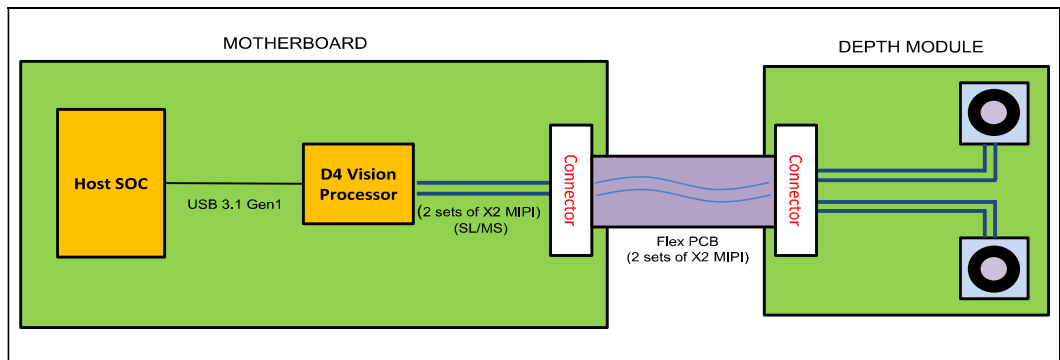 MOTHERBOARD
DEPTH MODULE
Host SOC
USB 3.1 Gen1
D4 Vision
Processor
(2 sets of X2 MIPI)
(SL/MS)
Connector
Flex PCB
(2 sets of X2 MIPI)
Connector